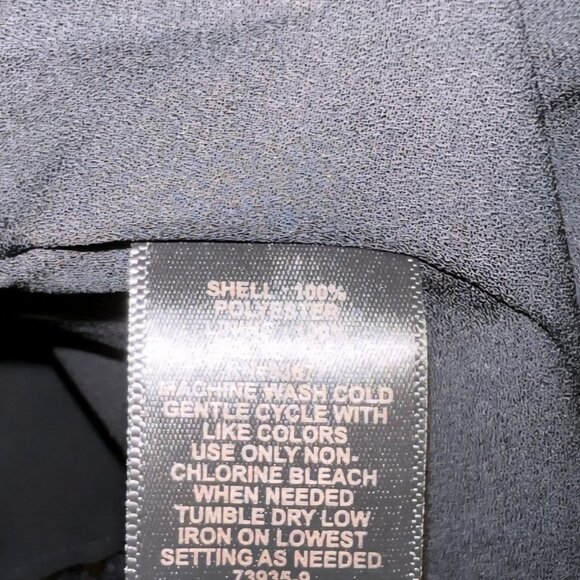 SHELL - 100%
POLYESTER
MACHINE WASH COLD
GENTLE CYCLE WITH
LIKE COLORS
USE ONLY NON-
CHLORINE BLEACH
WHEN NEEDED
TUMBLE DRY LOW
IRON ON LOWEST
SETTING AS NEEDED
73935-9